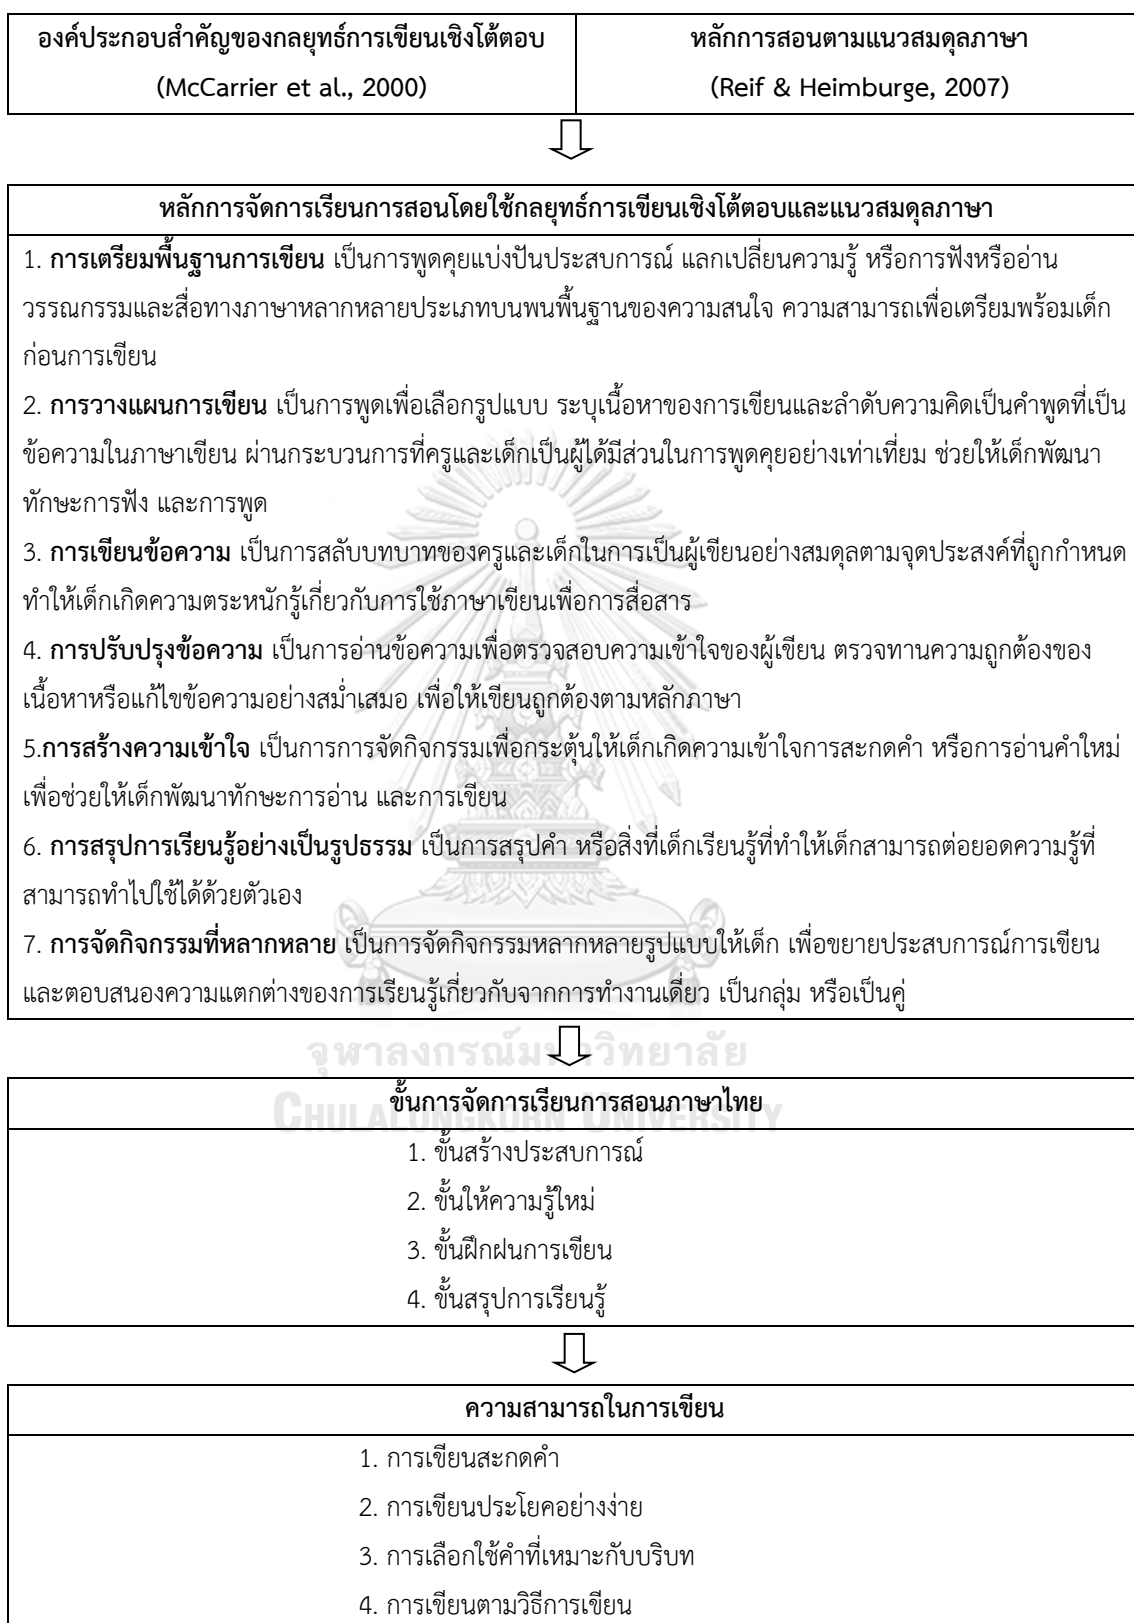 องค์ประกอบสำคัญของกลยุทธ์การเขียนเชิงโต้ตอบ
(McCarrier et al., 2000)
หลักการสอนตามแนวสมดุลภาษา
(Reif & Heimburge, 2007)
หลักการจัดการเรียนการสอนโดยใช้กลยุทธ์การเขียนเชิงโต้ตอบและแนวสมดุลภาษา
1. การเตรียมพื้นฐานการเขียน เป็นการพูดคุยแบ่งปันประสบการณ์ แลกเปลี่ยนความรู้ หรือการฟังหรืออ่าน
วรรณกรรมและสื่อทางภาษาหลากหลายประเภทบนพนพื้นฐานของความสนใจ ความสามารถเพื่อเตรียมพร้อมเด็ก
ก่อนการเขียน
2. การวางแผนการเขียน เป็นการพูดเพื่อเลือกรูปแบบ ระบุเนื้อหาของการเขียนและลำดับความคิดเป็นคำพูดที่เป็น
ข้อความในภาษาเขียน ผ่านกระบวนการที่ครูและเด็กเป็นผู้ได้มีส่วนในการพูดคุยอย่างเท่าเทียม ช่วยให้เด็กพัฒนา
ทักษะการฟัง และการพูด
3. การเขียนข้อความ เป็นการสลับบทบาทของครูและเด็กในการเป็นผู้เขียนอย่างสมดุลตามจุดประสงค์ที่ถูกกำหนด
ทำให้เด็กเกิดความตระหนักรู้เกี่ยวกับการใช้ภาษาเขียนเพื่อการสื่อสาร
4. การปรับปรุงข้อความ เป็นการอ่านข้อความเพื่อตรวจสอบความเข้าใจของผู้เขียน ตรวจทานความถูกต้องของ
เนื้อหาหรือแก้ไขข้อความอย่างสม่ำเสมอ เพื่อให้เขียนถูกต้องตามหลักภาษา
5.การสร้างความเข้าใจ เป็นการการจัดกิจกรรมเพื่อกระตุ้นให้เด็กเกิดความเข้าใจการสะกดคำ หรือการอ่านคำใหม่
เพื่อช่วยให้เด็กพัฒนาทักษะการอ่าน และการเขียน
6. การสรุปการเรียนรู้อย่างเป็นรูปธรรม เป็นการสรุปคำ หรือสิ่งที่เด็กเรียนรู้ที่ทำให้เด็กสามารถต่อยอดความรู้ที่
สามารถทำไปใช้ได้ด้วยตัวเอง
7. การจัดกิจกรรมที่หลากหลาย เป็นการจัดกิจกรรมหลากหลายรูปแบบให้เด็ก เพื่อขยายประสบการณ์การเขียน
และตอบสนองความแตกต่างของการเรียนรู้เกี่ยวกับจากการทำงานเดี่ยว เป็นกลุ่ม หรือเป็นคู่
จุฬาลงกรณ์มหาวิทยาลัย
CHULALONGKORN UNIVERSITY
ขั้นการจัดการเรียนการสอนภาษาไทย
1. ขั้นสร้างประสบการณ์
2. ขั้นให้ความรู้ใหม่
3. ขั้นฝึกฝนการเขียน
4. ขั้นสรุปการเรียนรู้
ความสามารถในการเขียน
1. การเขียนสะกดคำ
2. การเขียนประโยคอย่างง่าย
3. การเลือกใช้คำที่เหมาะกับบริบท
4. การเขียนตามวิธีการเขียน